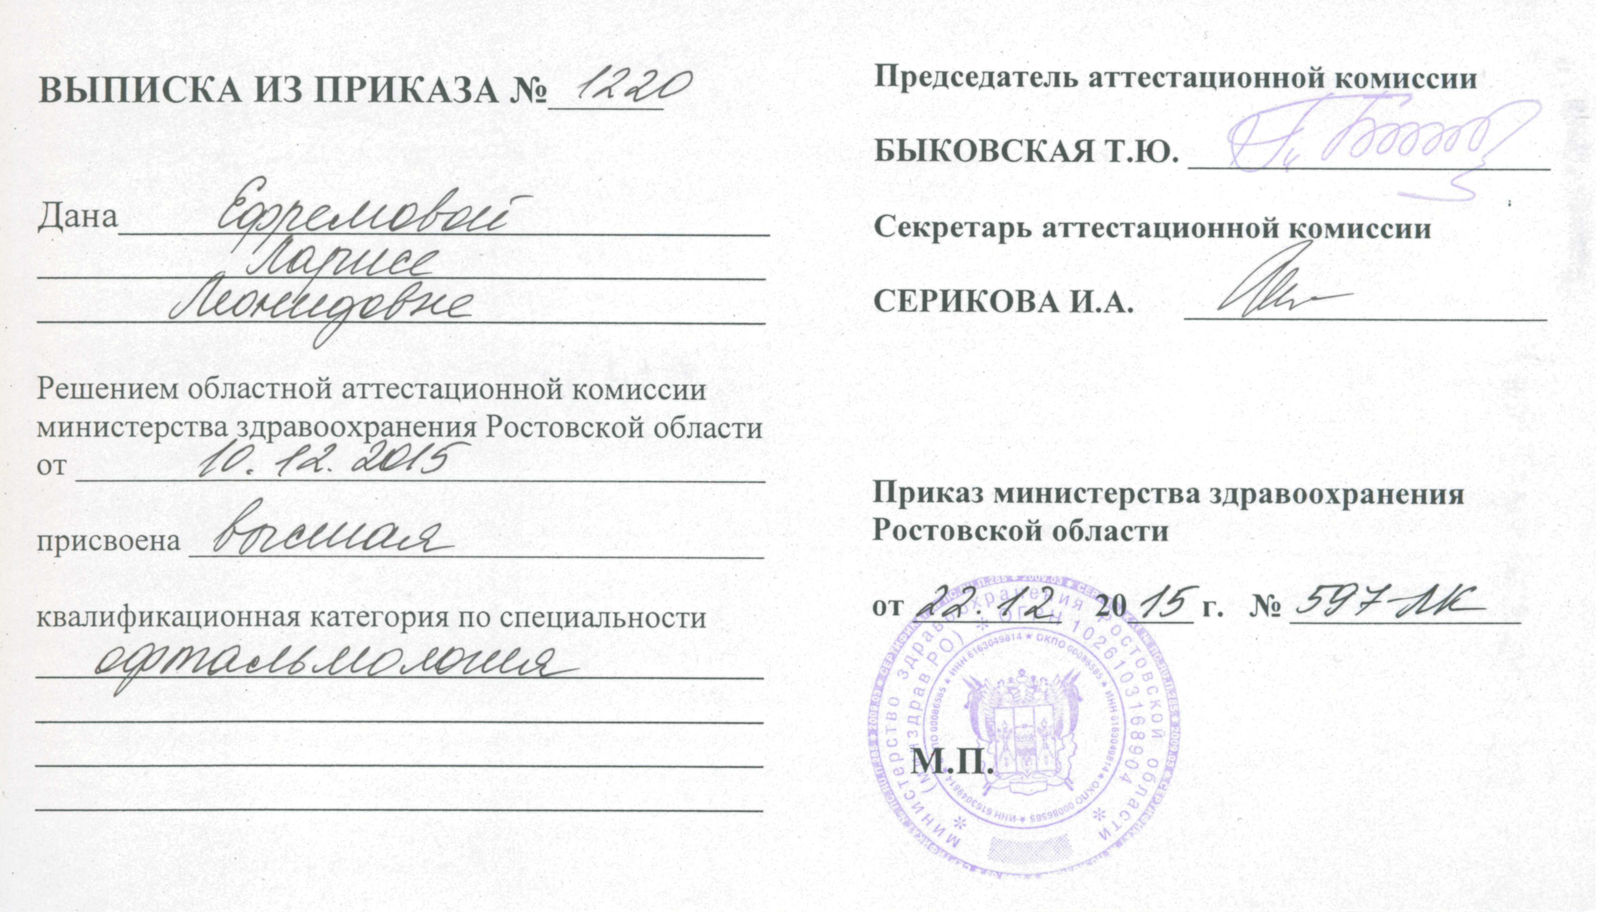 ВЫПИСКА ИЗ ПРИКАЗА № 1220
Дана Ефремовой
Ларисе
Леонидовне
Решением областной аттестационной комиссии
министерства здравоохранения Ростовской области
от 10.12.2015
присвоена высшая
квалификационная категория по специальности
офтальмология
Председатель аттестационной комиссии
БЫКОВСКАЯ Т.Ю.
Секретарь аттестационной комиссии
СЕРИКОВА И.А.
Приказ министерства здравоохранения
Ростовской области
от 22.12 2015 г. № 597-ЛК
М.П.
* Министерство здравоохранения Ростовской области *
(Минздрав РО) * ОГРН 1026103168904
* ИНН 6163049814 * ОКПО 00086585